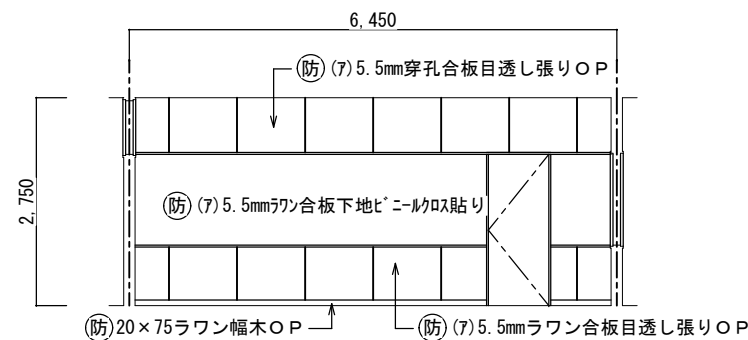 6,450
防 (ｱ)5.5mm穿孔合板目透し張りＯＰ
2,750
防 (ｱ)5.5mmﾗﾜﾝ合板下地ﾋﾞﾆｰﾙｸﾛｽ貼り
防 20×75ラワン幅木ＯＰ
防 (ｱ)5.5mmラワン合板目透し張りＯＰ